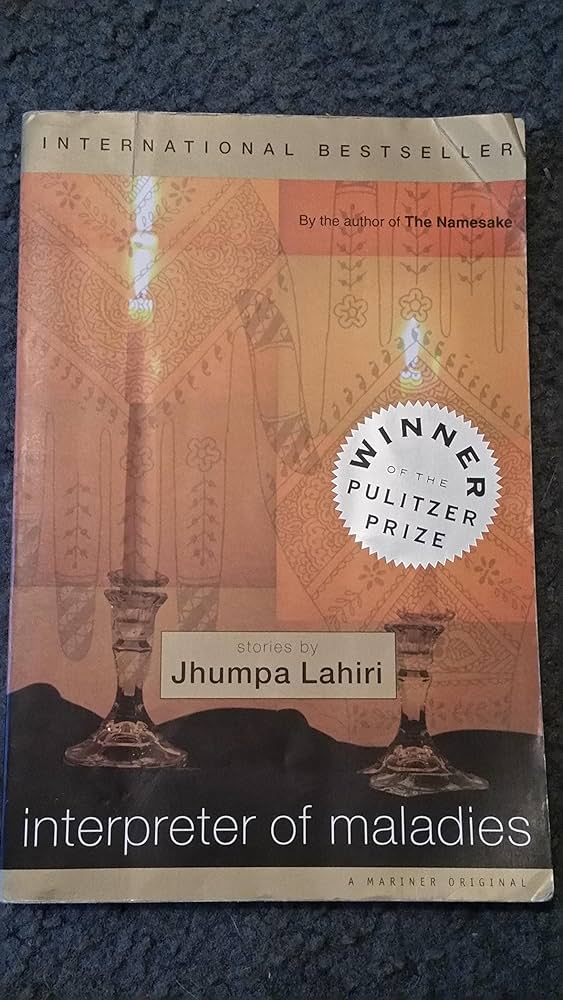 INTERNATIONAL BESTSELLER
By the author of The Namesake
WINNER
OF THE
PULITZER
PRIZE
stories by
Jhumpa Lahiri
interpreter of maladies
A MARINER ORIGINAL